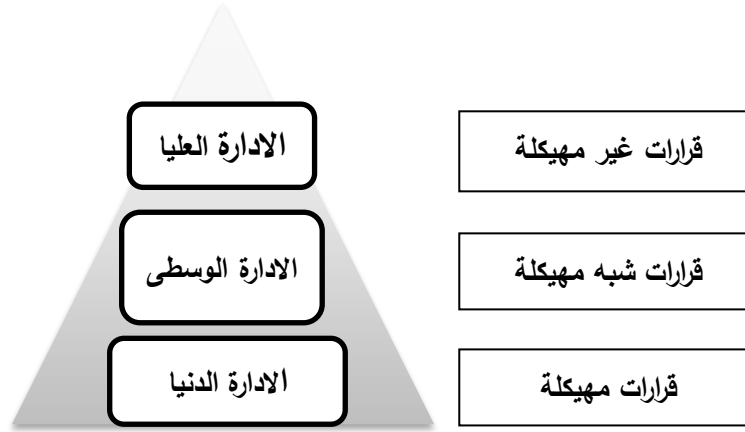 الادارة العليا
قرارات غير مهيكلة
الادارة الوسطى
قرارات شبه مهيكلة
الادارة الدنيا
قرارات مهيكلة